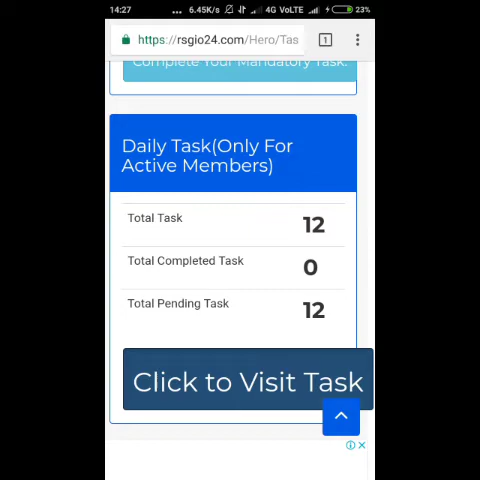 14:27 ... 6.45K/s 4G VoLTE 23%
https://rsgio24.com/Hero/Tas 1
Complete Your Mandatory Task.
Daily Task(Only For
Active Members)
Total Task 12
Total Completed Task 0
Total Pending Task 12
Click to Visit Task